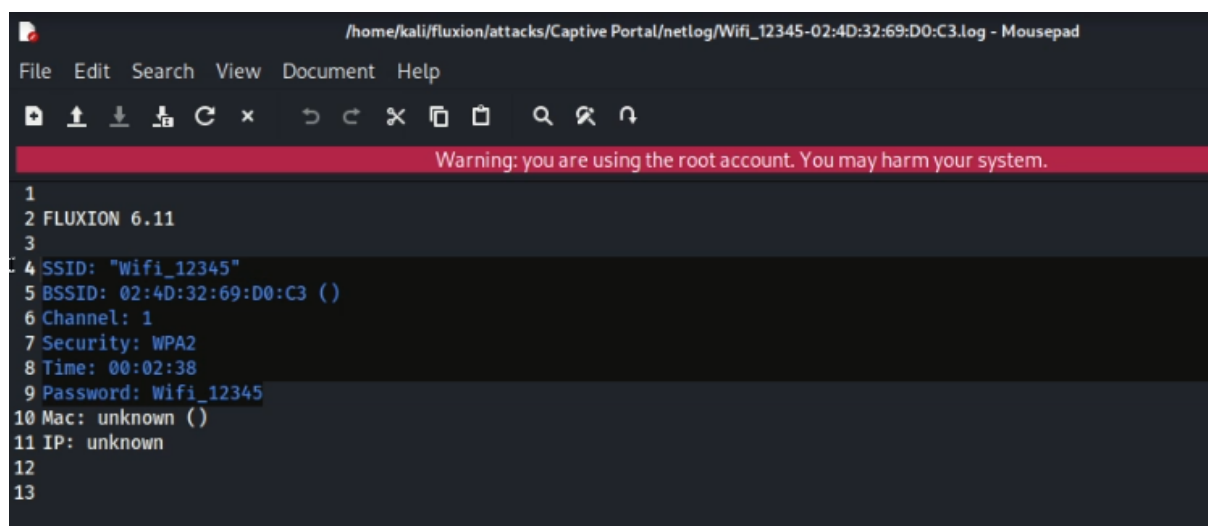 /home/kali/fluxion/attacks/Captive Portal/netlog/Wifi_12345-02:4D:32:69:D0:C3.log - Mousepad
File Edit Search View Document Help
Warning: you are using the root account. You may harm your system.
1
2 FLUXION 6.11
3
4 SSID: "Wifi_12345"
5 BSSID: 02:4D:32:69:D0:C3 ()
6 Channel: 1
7 Security: WPA2
8 Time: 00:02:38
9 Password: Wifi_12345
10 Mac: unknown ()
11 IP: unknown
12
13